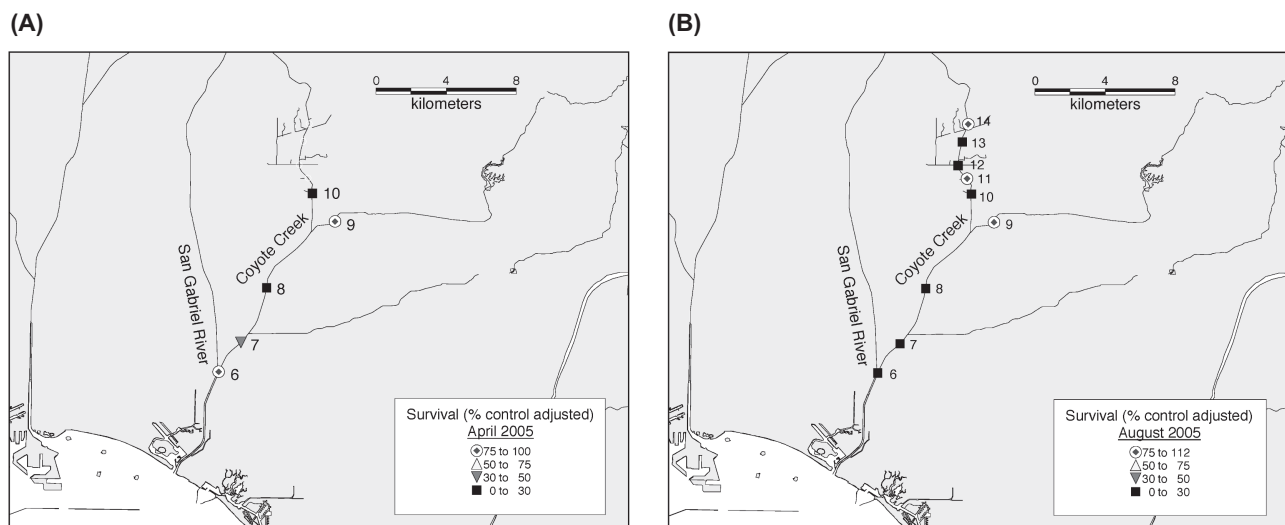 (A)
0 4 8
kilometers
10
9
Coyote Creek
San Gabriel River
8
7
6
Survival (% control adjusted)
April 2005
75 to 100
50 to 75
30 to 50
0 to 30
(B)
0 4 8
kilometers
14
13
12
11
10
9
Coyote Creek
San Gabriel River
8
7
6
Survival (% control adjusted)
August 2005
75 to 112
50 to 75
30 to 50
0 to 30